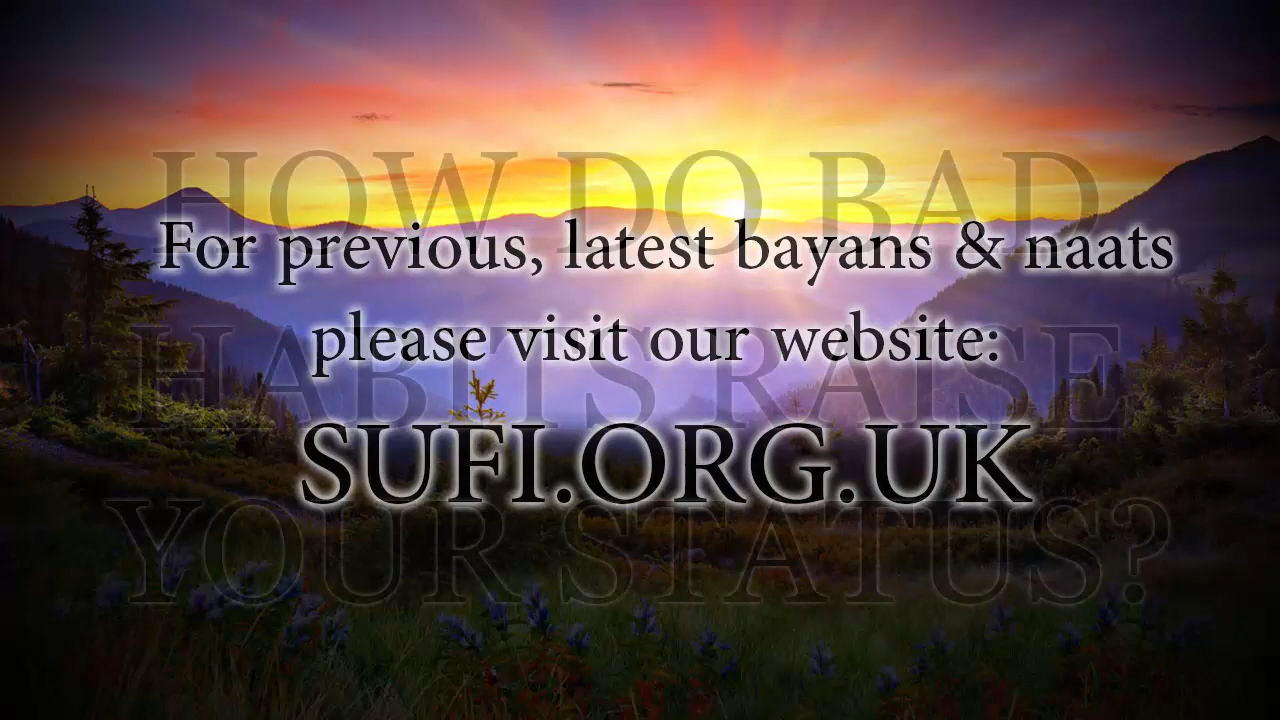 HOW DO BAD
For previous, latest bayans & naats
please visit our website:
HABITS RAISE
SUFI.ORG.UK
YOUR STATUS?